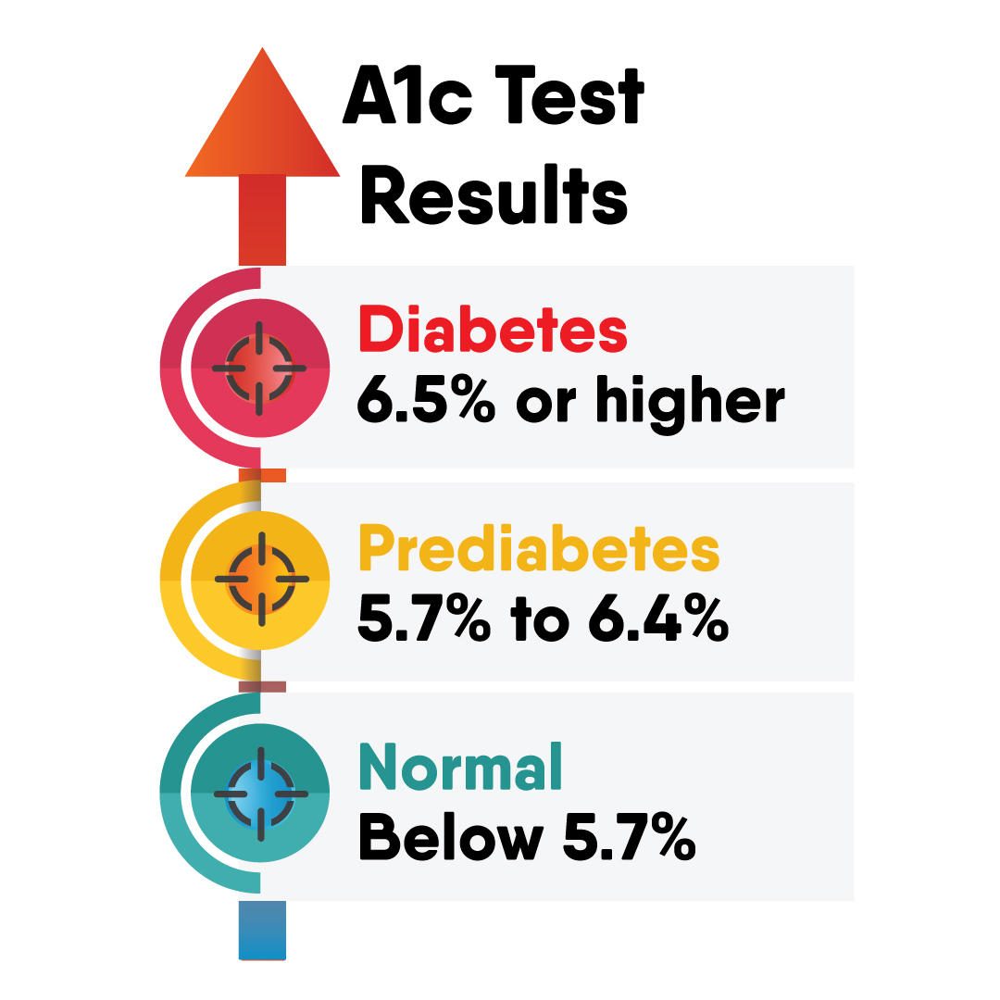 A1c Test
Results
Diabetes
6.5% or higher
Prediabetes
5.7% to 6.4%
Normal
Below 5.7%